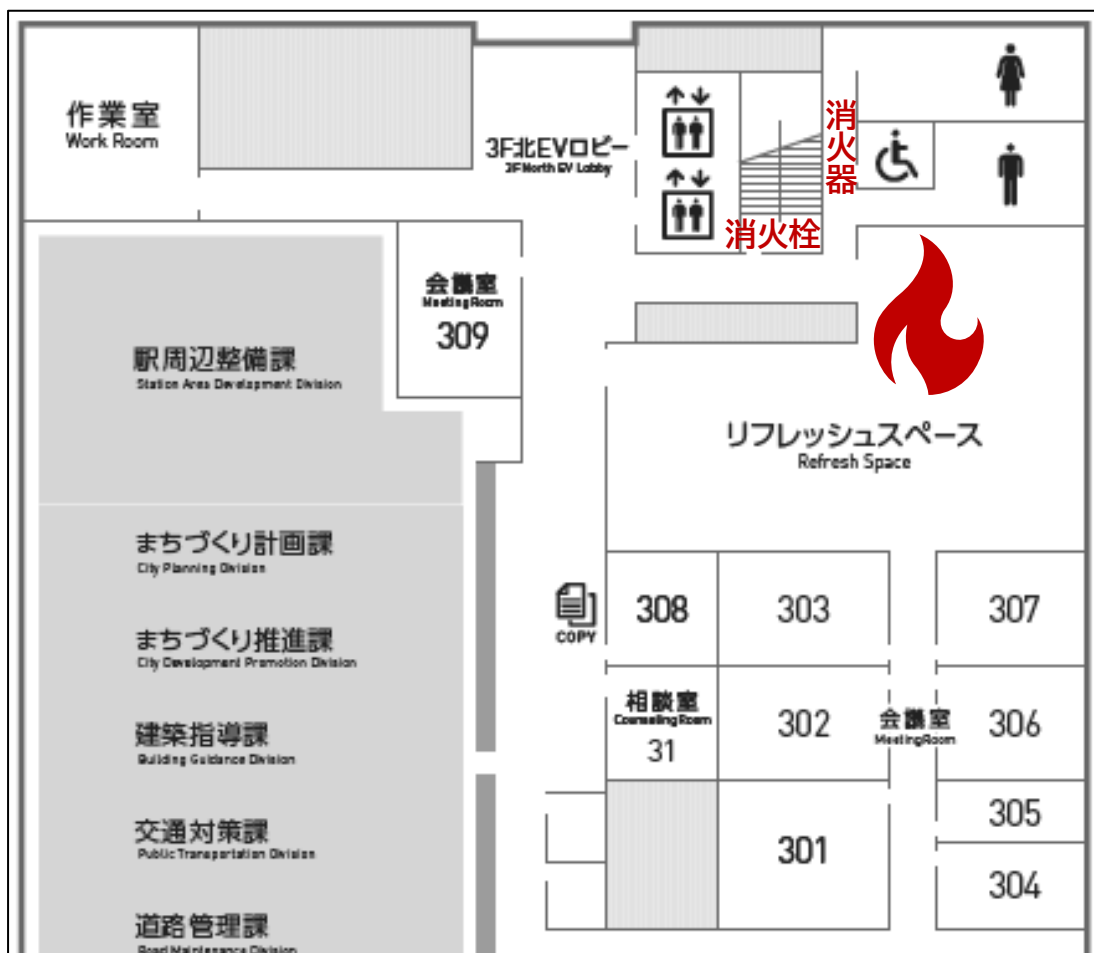 作業室
Work Room
3F北EVロビー
3F North EV Lobby
消火器
消火栓
会議室
Meeting Room
309
駅周辺整備課
Station Area Development Division
リフレッシュスペース
Refresh Space
まちづくり計画課
City Planning Division
COPY
308
303
307
まちづくり推進課
City Development Promotion Division
相談室
Counseling Room
31
302
会議室
Meeting Room
306
建築指導課
Building Guidance Division
交通対策課
Public Transportation Division
301
305
304
道路管理課
Road Maintenance Division